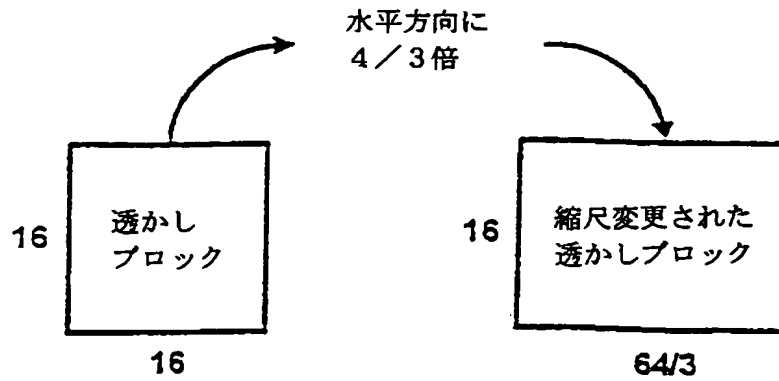 水平方向に
4／3倍
16
透かし
ブロック
16
16
縮尺変更された
透かしブロック
64/3